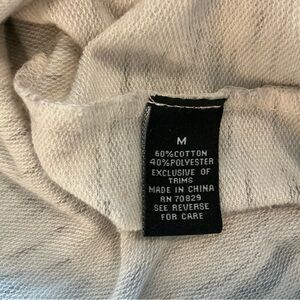 M
60%COTTON
40%POLYESTER
EXCLUSIVE OF
TRIMS
MADE IN CHINA
RN 70829
SEE REVERSE
FOR CARE